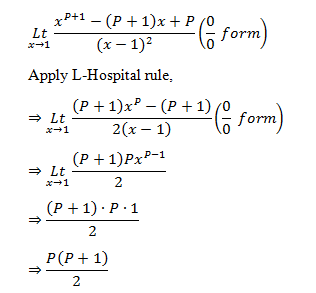 Lt x→1 (x^{P+1} − (P + 1)x + P)/((x − 1)^2) (0/0 form)
Apply L-Hospital rule,
⇒ Lt x→1 ((P + 1)x^P − (P + 1))/(2(x − 1)) (0/0 form)
⇒ Lt x→1 ((P + 1)Px^{P−1})/2
⇒ ((P + 1) · P · 1)/2
⇒ (P(P + 1))/2